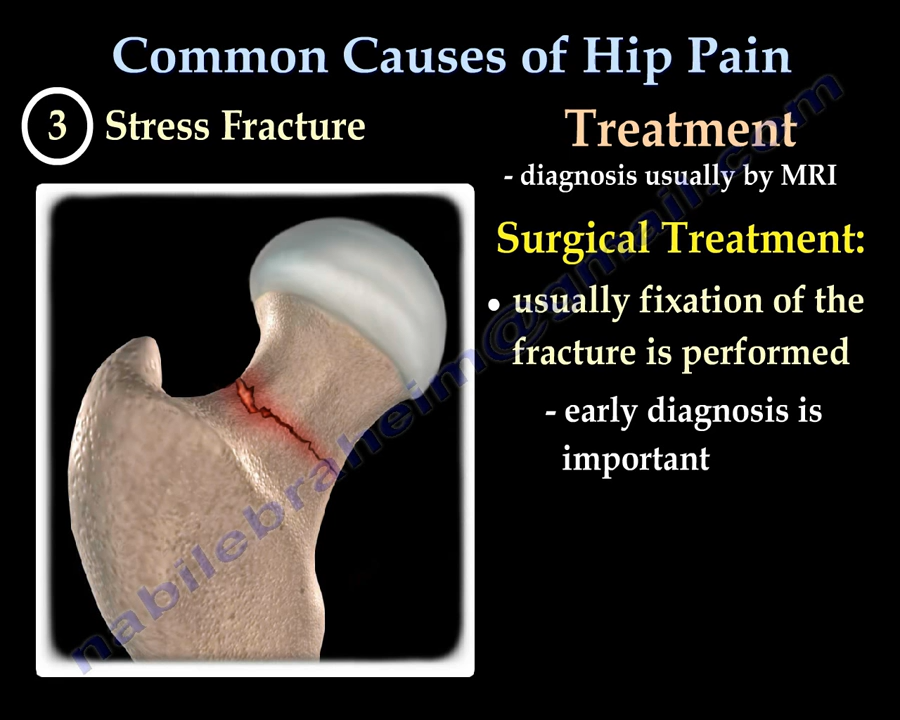 Common Causes of Hip Pain
3 Stress Fracture
Treatment
- diagnosis usually by MRI
Surgical Treatment:
• usually fixation of the
fracture is performed
- early diagnosis is
important
nabilebraheim@gmail.com